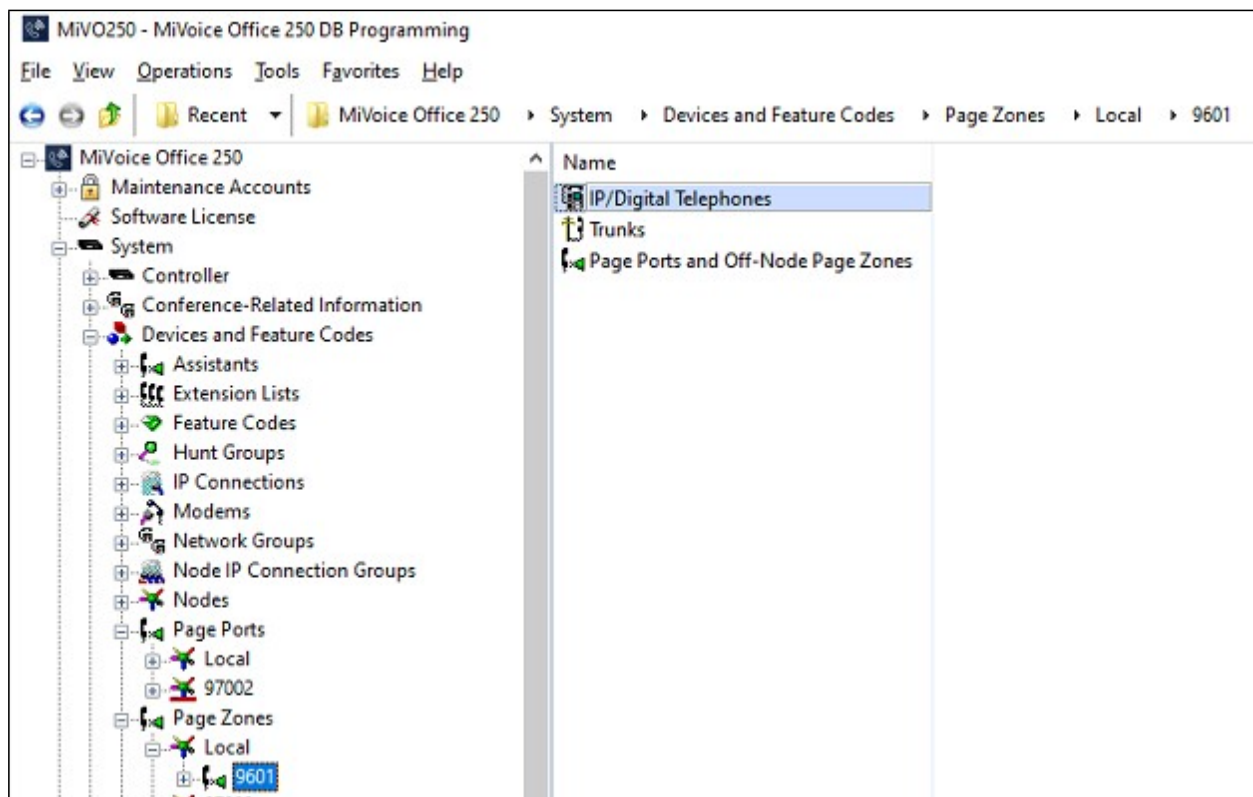 MiVO250 - MiVoice Office 250 DB Programming
File View Operations Tools Favorites Help
Recent MiVoice Office 250 System Devices and Feature Codes Page Zones Local 9601
MiVoice Office 250
Maintenance Accounts
Software License
System
Controller
Conference-Related Information
Devices and Feature Codes
Assistants
Extension Lists
Feature Codes
Hunt Groups
IP Connections
Modems
Network Groups
Node IP Connection Groups
Nodes
Page Ports
Local
97002
Page Zones
Local
9601
Name
IP/Digital Telephones
Trunks
Page Ports and Off-Node Page Zones